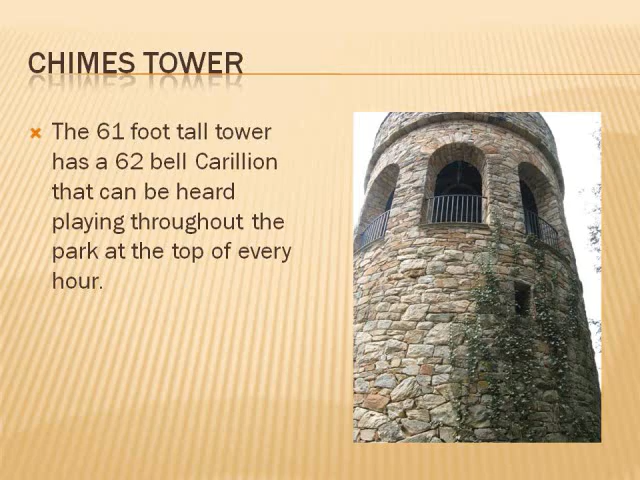 CHIMES TOWER
The 61 foot tall tower
has a 62 bell Carillion
that can be heard
playing throughout the
park at the top of every
hour.